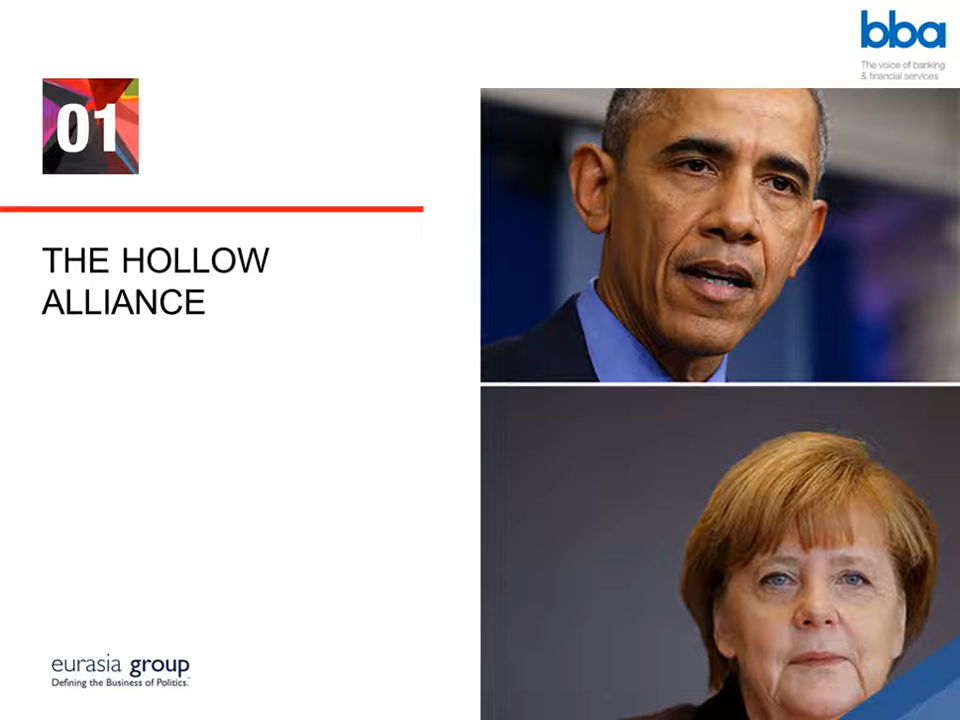 bba
The voice of banking
& financial services
01
THE HOLLOW
ALLIANCE
eurasia group
Defining the Business of Politics.